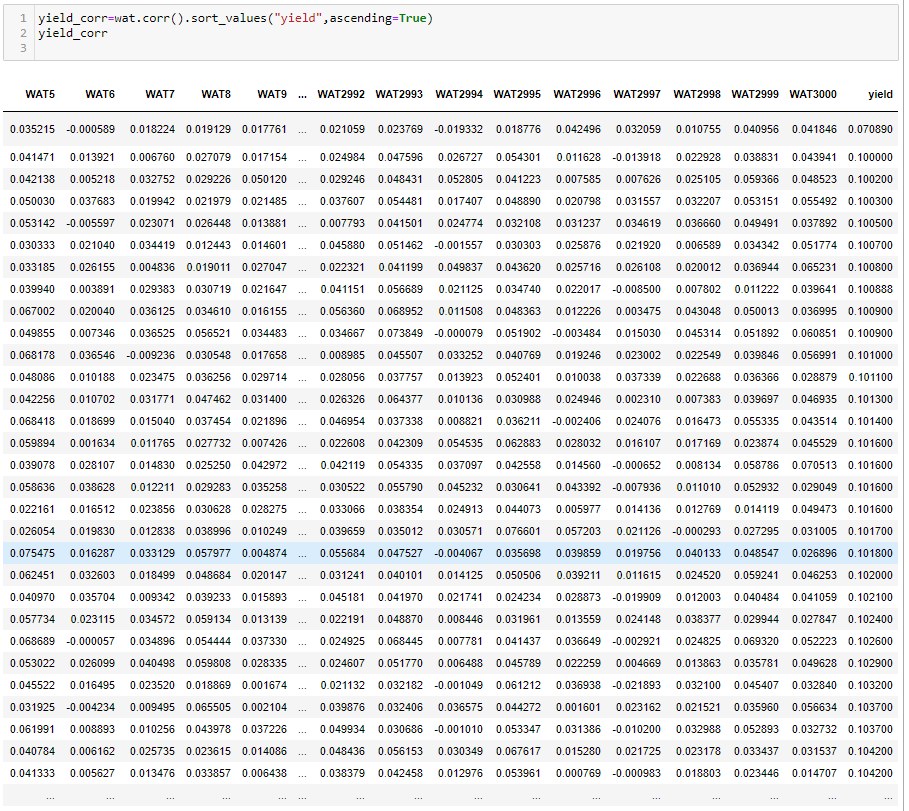 1 yield_corr=wat.corr().sort_values("yield",ascending=True)
2 yield_corr
3
WAT5 WAT6 WAT7 WAT8 WAT9 ... WAT2992 WAT2993 WAT2994 WAT2995 WAT2996 WAT2997 WAT2998 WAT2999 WAT3000 yield
0.035215 -0.000589 0.018224 0.019129 0.017761 ... 0.021059 0.023769 -0.019332 0.018776 0.042496 0.032059 0.010755 0.040956 0.041846 0.070890
0.041471 0.013921 0.006760 0.027079 0.017154 ... 0.024984 0.047596 0.026727 0.054301 0.011628 -0.013918 0.022928 0.038831 0.043941 0.100000
0.042138 0.005218 0.032752 0.029226 0.050120 ... 0.029246 0.048431 0.052805 0.041223 0.007585 0.007626 0.025105 0.059366 0.048523 0.100200
0.050030 0.037683 0.019942 0.021979 0.021485 ... 0.037607 0.054481 0.017407 0.048890 0.020798 0.031557 0.032207 0.053151 0.055492 0.100300
0.053142 -0.005597 0.023071 0.026448 0.013881 ... 0.007793 0.041501 0.024774 0.032108 0.031237 0.034619 0.036660 0.049491 0.037892 0.100500
0.030333 0.021040 0.034419 0.012443 0.014601 ... 0.045880 0.051462 -0.001557 0.030303 0.025876 0.021920 0.006589 0.034342 0.051774 0.100700
0.033185 0.026155 0.004836 0.019011 0.027047 ... 0.022321 0.041199 0.049837 0.043620 0.025716 0.026108 0.020012 0.036944 0.065231 0.100800
0.039940 0.003891 0.029383 0.030719 0.021647 ... 0.041151 0.056689 0.021125 0.034740 0.022017 -0.008500 0.007802 0.011222 0.039641 0.100888
0.067002 0.020040 0.036125 0.034610 0.016155 ... 0.056360 0.068952 0.011508 0.048363 0.012226 0.003475 0.043048 0.050013 0.036995 0.100900
0.049855 0.007346 0.036525 0.056521 0.034483 ... 0.034667 0.073849 -0.000079 0.051902 -0.003484 0.015030 0.045314 0.051892 0.060851 0.100900
0.068178 0.036546 -0.009236 0.030548 0.017658 ... 0.008985 0.045507 0.033252 0.040769 0.019246 0.023002 0.022549 0.039846 0.056991 0.101000
0.048086 0.010188 0.023475 0.036256 0.029714 ... 0.028056 0.037757 0.013923 0.052401 0.010038 0.037339 0.022688 0.036366 0.028879 0.101100
0.042256 0.010702 0.031771 0.047462 0.031400 ... 0.026326 0.064377 0.010136 0.030988 0.024946 0.002310 0.007383 0.039697 0.046935 0.101300
0.068418 0.018699 0.015040 0.037454 0.021896 ... 0.046954 0.037338 0.008821 0.036211 -0.002406 0.024076 0.016473 0.055335 0.043514 0.101400
0.059894 0.001634 0.011765 0.027732 0.007426 ... 0.022608 0.042309 0.054535 0.062883 0.028032 0.016107 0.017169 0.023874 0.045529 0.101600
0.039078 0.028107 0.014830 0.025250 0.042972 ... 0.042119 0.054335 0.037097 0.042558 0.014560 -0.000652 0.008134 0.058786 0.070513 0.101600
0.058636 0.038628 0.012211 0.029283 0.035258 ... 0.030522 0.055790 0.045232 0.030641 0.043392 -0.007936 0.011010 0.052932 0.029049 0.101600
0.022161 0.016512 0.023856 0.030628 0.028275 ... 0.033066 0.038354 0.024913 0.044073 0.005977 0.014136 0.012769 0.014119 0.049473 0.101600
0.026054 0.019830 0.012838 0.038996 0.010249 ... 0.039659 0.035012 0.030571 0.076601 0.057203 0.021126 -0.000293 0.027295 0.031005 0.101700
0.075475 0.016287 0.033129 0.057977 0.004874 ... 0.055684 0.047527 -0.004067 0.035698 0.039859 0.019756 0.040133 0.048547 0.026896 0.101800
0.062451 0.032603 0.018499 0.048684 0.020147 ... 0.031241 0.040101 0.014125 0.050506 0.039211 0.011615 0.024520 0.059241 0.046253 0.102000
0.040970 0.035704 0.009342 0.039233 0.015893 ... 0.045181 0.041970 0.021741 0.024234 0.028873 -0.019909 0.012003 0.040484 0.041059 0.102100
0.057734 0.023115 0.034572 0.059134 0.013139 ... 0.022191 0.048870 0.008446 0.031961 0.013559 0.024148 0.038377 0.029944 0.027847 0.102400
0.068689 -0.000057 0.034896 0.054444 0.037330 ... 0.024925 0.068445 0.007781 0.041437 0.036649 -0.002921 0.024825 0.069320 0.052223 0.102600
0.053022 0.026099 0.040498 0.059808 0.028335 ... 0.024607 0.051770 0.006488 0.045789 0.022259 0.004669 0.013863 0.035781 0.049628 0.102900
0.045522 0.016495 0.023520 0.018869 0.001674 ... 0.021132 0.032182 -0.001049 0.061212 0.036938 -0.021893 0.032100 0.045407 0.032840 0.103200
0.031925 -0.004234 0.009495 0.065505 0.002104 ... 0.039876 0.032406 0.036575 0.044272 0.001601 0.023162 0.021521 0.035960 0.056634 0.103700
0.061991 0.008893 0.010256 0.043978 0.037226 ... 0.049934 0.030686 -0.001010 0.053347 0.031386 -0.010200 0.032988 0.052893 0.032732 0.103700
0.040784 0.006162 0.025735 0.023615 0.014086 ... 0.048436 0.056153 0.030349 0.067617 0.015280 0.021725 0.023178 0.033437 0.031537 0.104200
0.041333 0.005627 0.013476 0.033857 0.006438 ... 0.038379 0.042458 0.012976 0.053961 0.000769 -0.000983 0.018803 0.023446 0.014707 0.104200
... ... ... ... ... ... ... ... ... ... ... ... ... ... ... ...